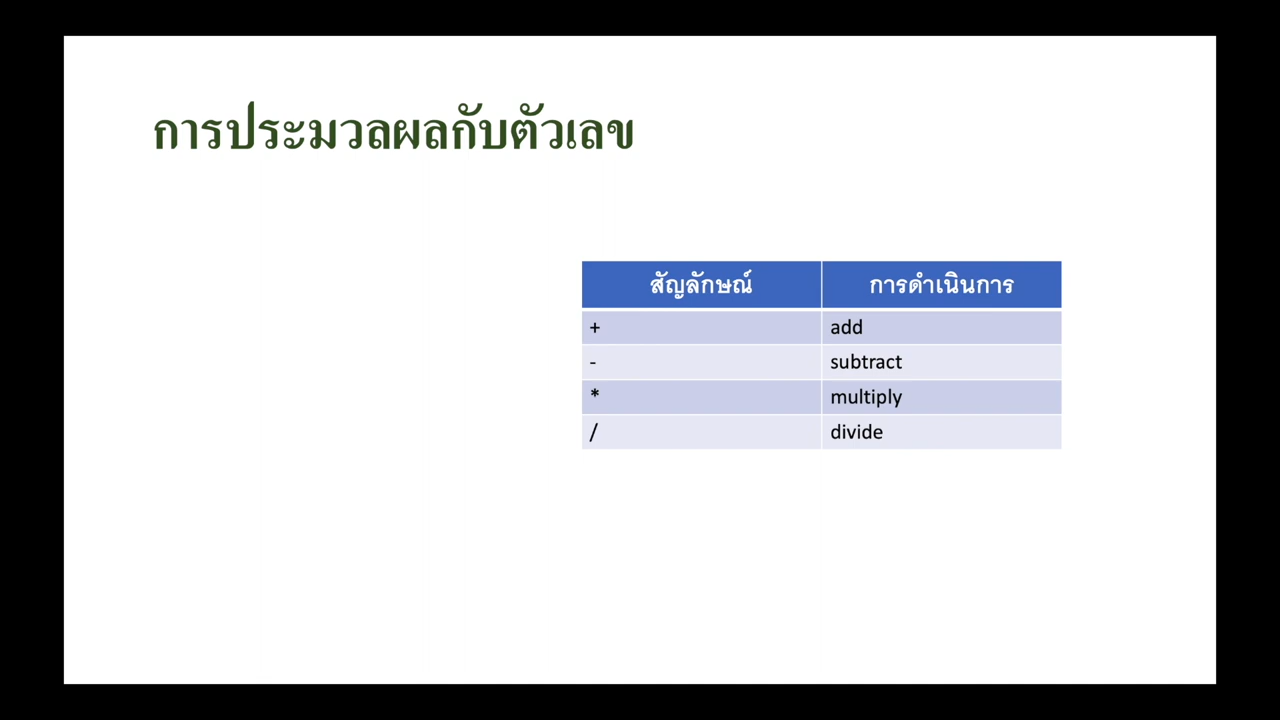 การประมวลผลกับตัวเลข
สัญลักษณ์ การดำเนินการ
+ add
- subtract
* multiply
/ divide